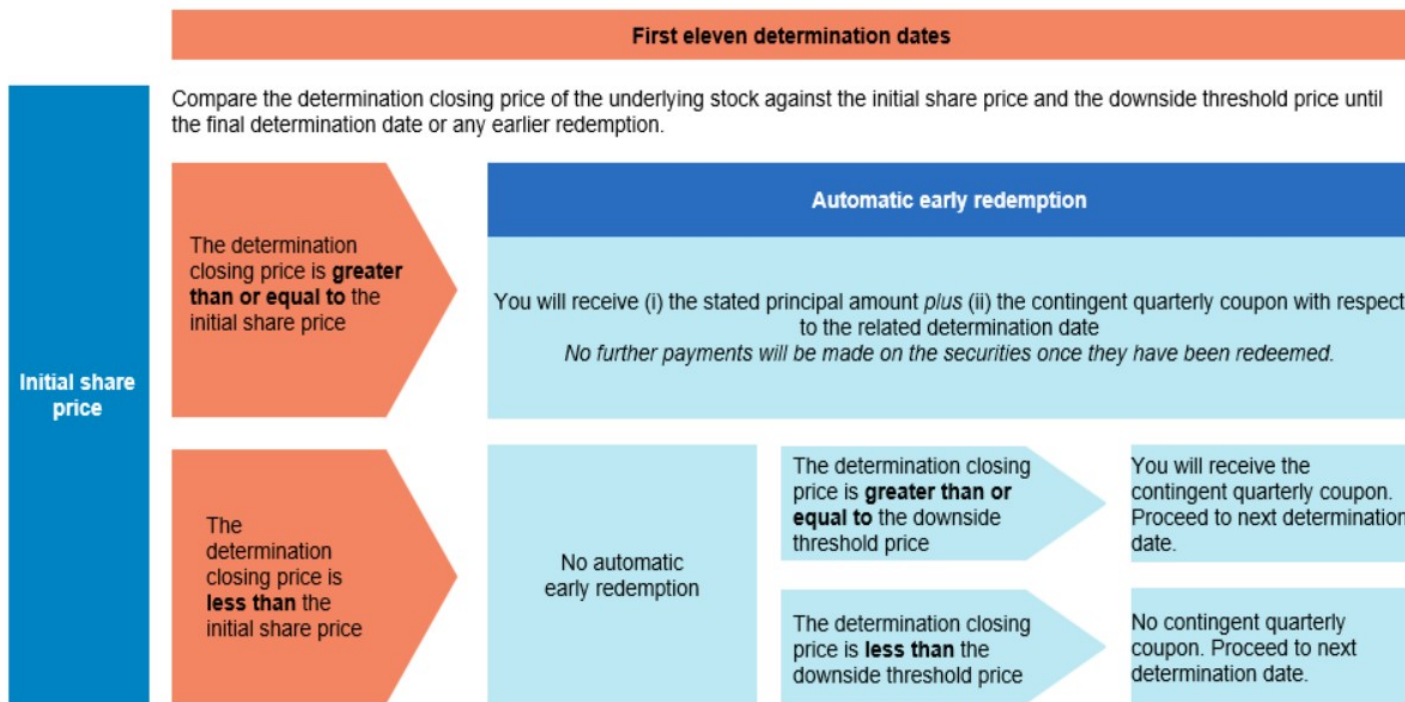 First eleven determination dates
Compare the determination closing price of the underlying stock against the initial share price and the downside threshold price until
the final determination date or any earlier redemption.
Initial share
price
The determination
closing price is greater
than or equal to the
initial share price
Automatic early redemption
You will receive (i) the stated principal amount plus (ii) the contingent quarterly coupon with respect
to the related determination date
No further payments will be made on the securities once they have been redeemed.
The
determination
closing price is
less than the
initial share price
No automatic
early redemption
The determination closing
price is greater than or
equal to the downside
threshold price
You will receive the
contingent quarterly coupon.
Proceed to next determination
date.
The determination closing
price is less than the
downside threshold price
No contingent quarterly
coupon. Proceed to next
determination date.